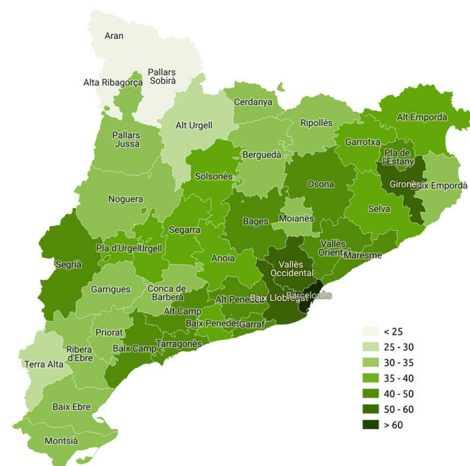 Aran
Pallars
Sobirà
Alta Ribagorça
Cerdanya
Alt Empordà
Ripollès
Pallars
Jussà
Alt Urgell
Garrotxa
Pla de
l'Estany
Berguedà
Solsonès
Gironès
Baix Empordà
Osona
Noguera
Selva
Bages
Moianès
Segarra
Pla d'Urgell
Urgell
Vallès
Oriental
Maresme
Anoia
Segrià
Vallès
Occidental
Conca de
Barberà
Garrigues
Barcelonès
Baix Llobregat
Alt Penedès
Alt Camp
Baix Penedès
Garraf
Priorat
Tarragonès
Ribera
d'Ebre
Baix Camp
Terra Alta
Baix Ebre
Montsià
< 25
25 - 30
30 - 35
35 - 40
40 - 50
50 - 60
> 60